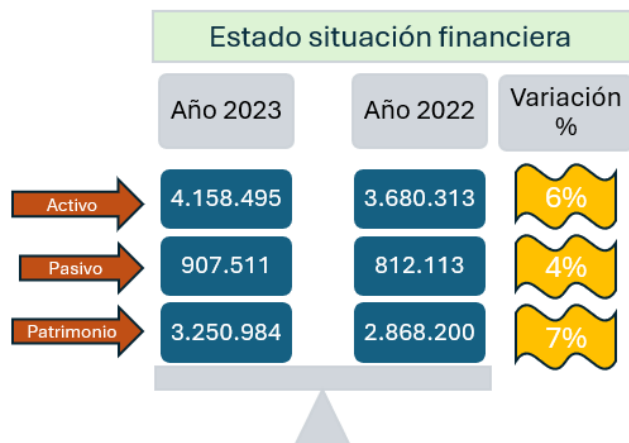 Estado situación financiera
Año 2023
Año 2022
Variación
%
Activo
4.158.495
3.680.313
6%
Pasivo
907.511
812.113
4%
Patrimonio
3.250.984
2.868.200
7%